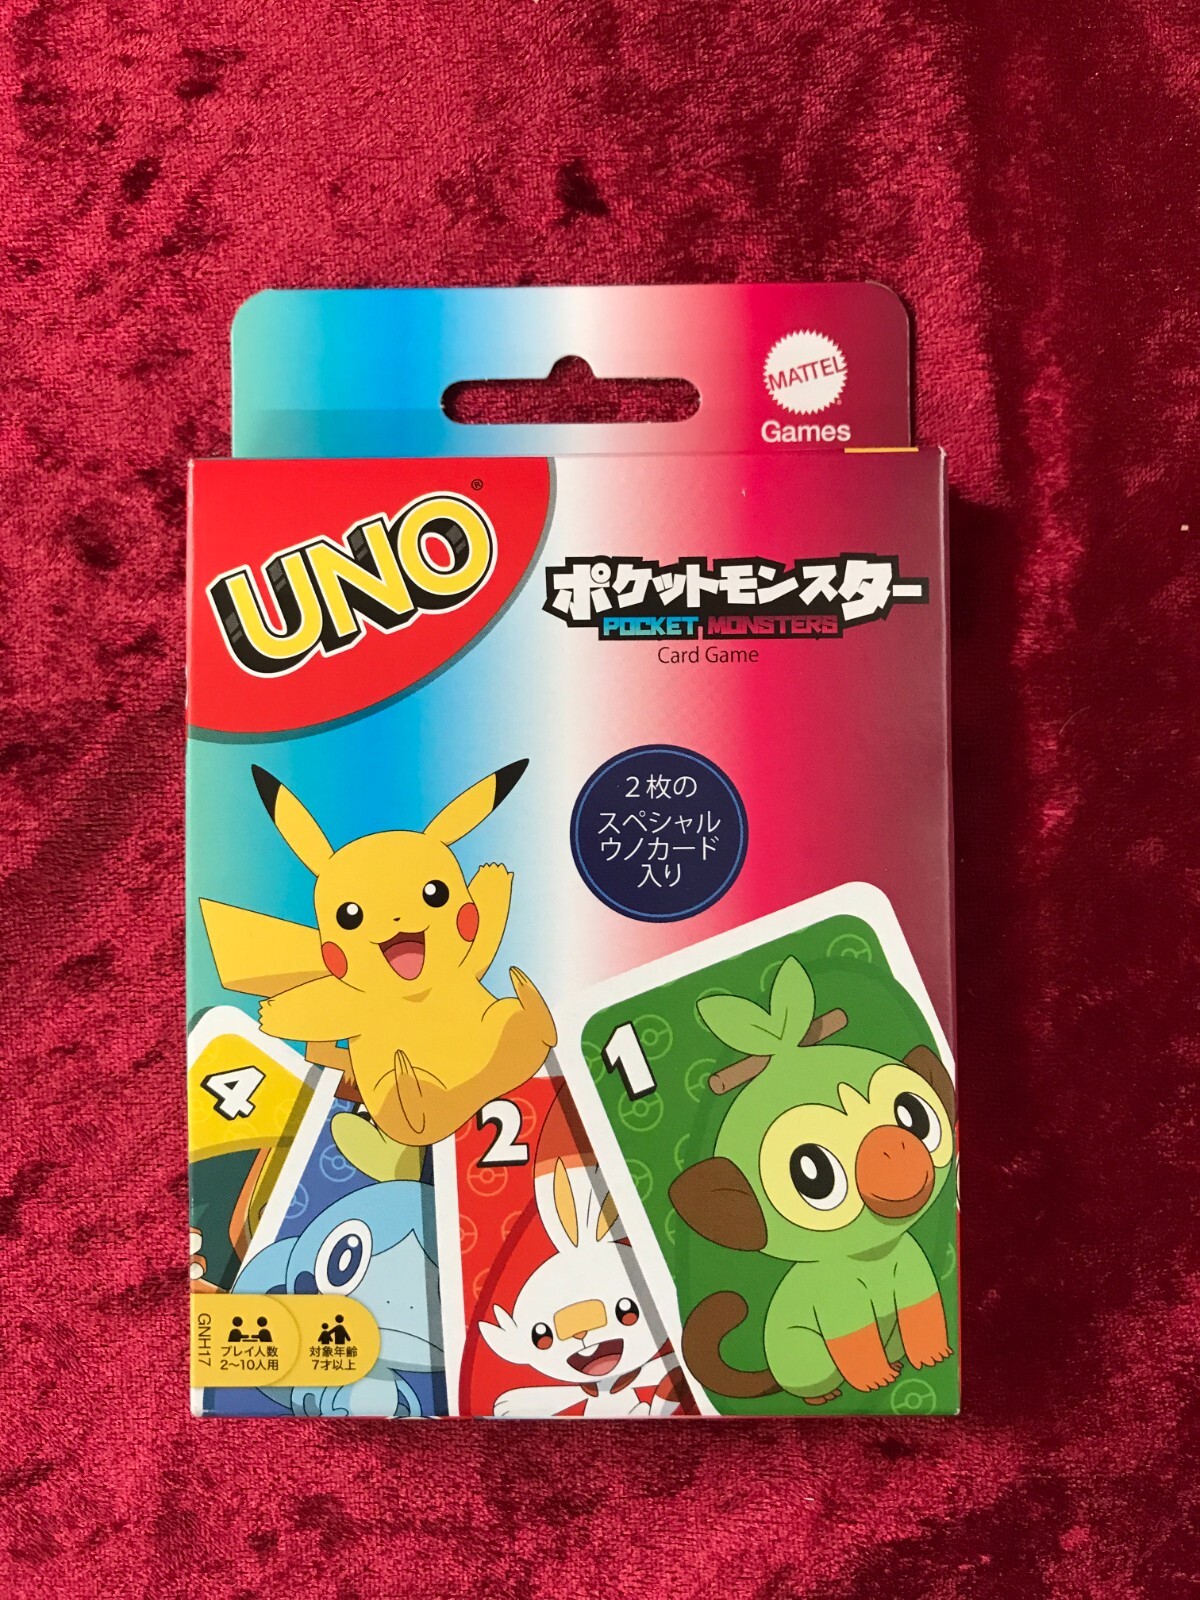 MATTEL
Games
UNO®
ポケットモンスター
POCKET MONSTERS
Card Game
2枚の
スペシャル
ウノカード
入り
1
4
2
GNH17
プレイ人数
2〜10人用
対象年齢
7才以上